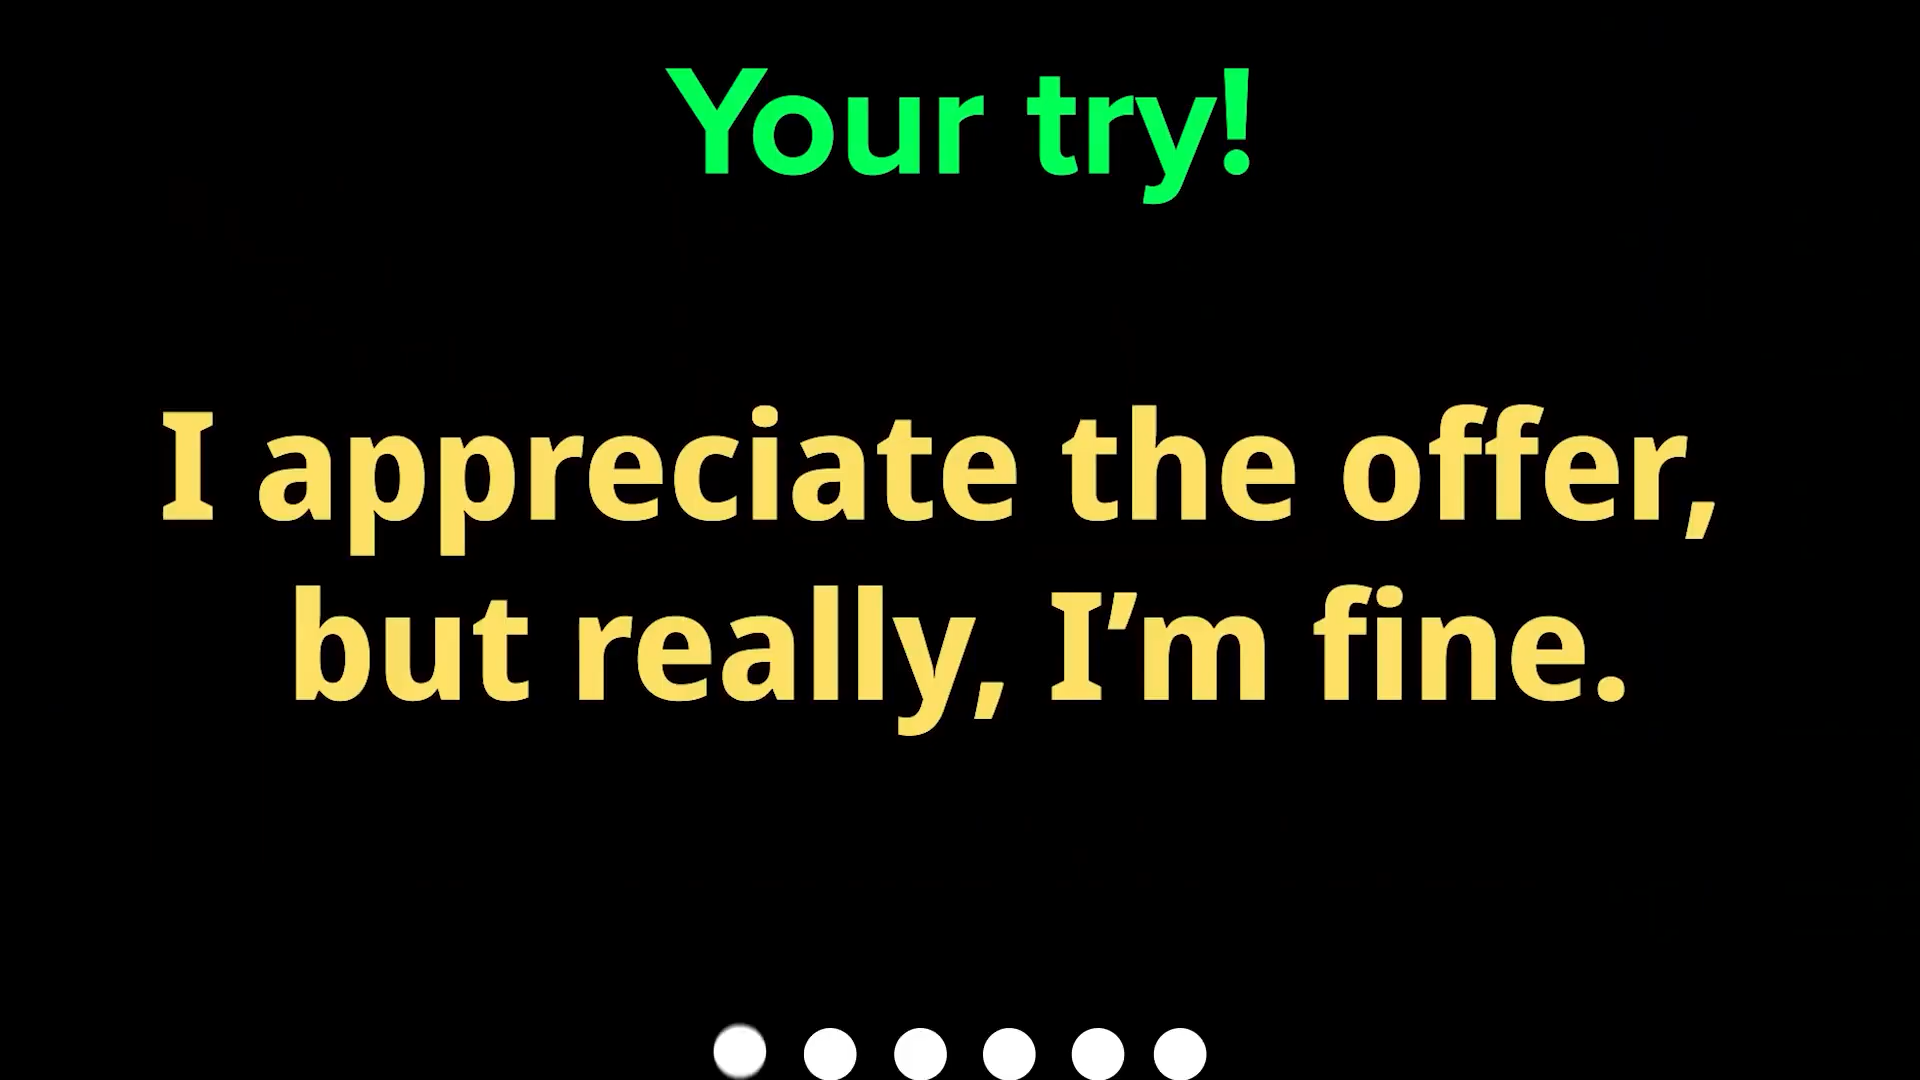 Your try!
I appreciate the offer,
but really, I’m fine.